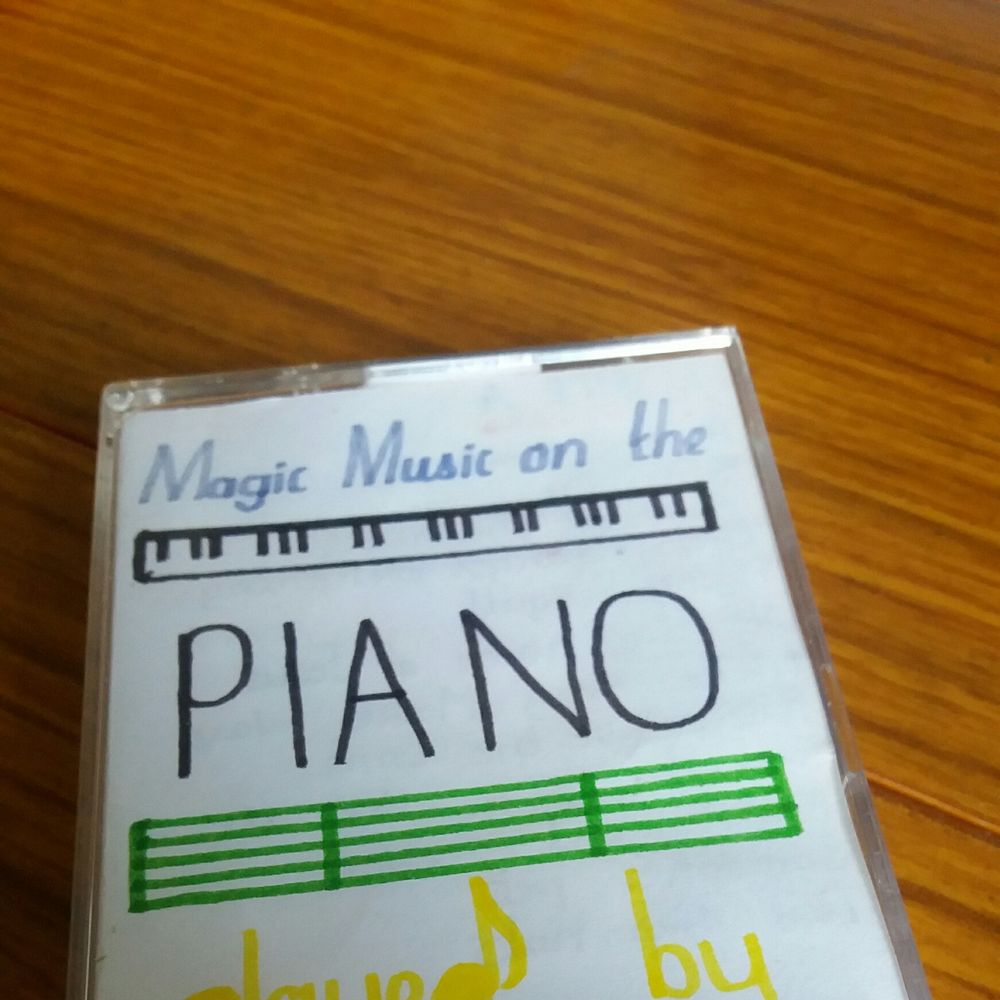 Magic Music on the
PIANO
played by